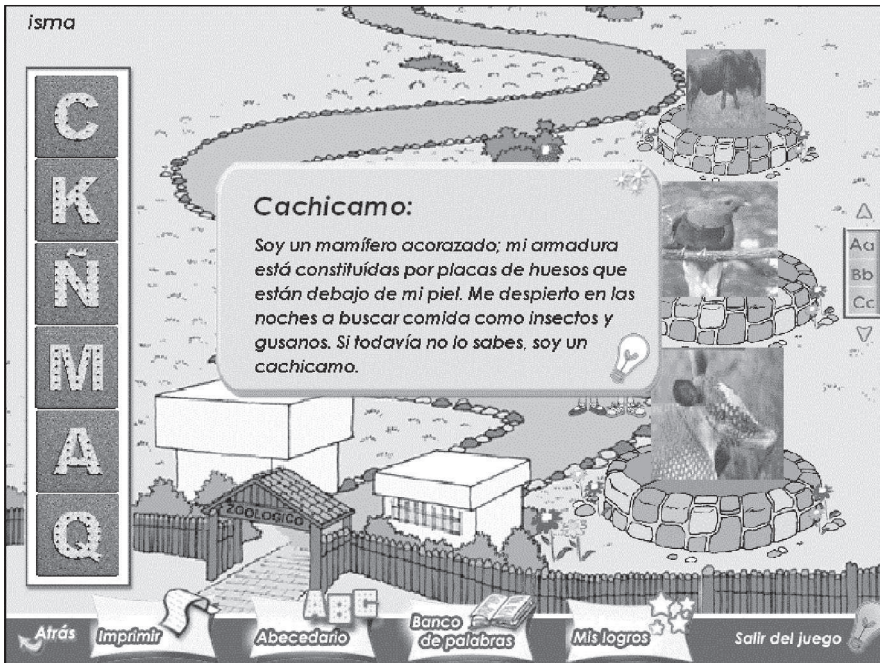 isma
C
K
Ñ
M
A
Q
Cachicamo:
Soy un mamífero acorazado; mi armadura
está constituídas por placas de huesos que
están debajo de mi piel. Me despierto en las
noches a buscar comida como insectos y
gusanos. Si todavía no lo sabes, soy un
cachicamo.
Aa
Bb
Cc
ZOOLOGICO
Atrás
Imprimir
ABC
Abecedario
Banco
de palabras
Mis logros
Salir del juego